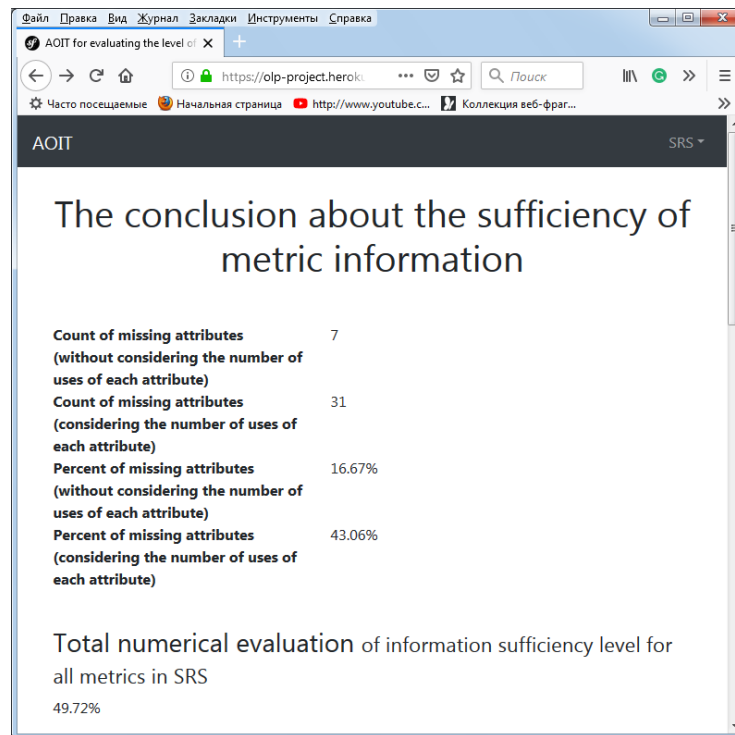 Файл Правка Вид Журнал Закладки Инструменты Справка
AOIT for evaluating the level of
https://olp-project.heroku
Поиск
Часто посещаемые Начальная страница http://www.youtube.c... Коллекция веб-фраг...
AOIT SRS
The conclusion about the sufficiency of
metric information
Count of missing attributes 7
(without considering the number of
uses of each attribute)
Count of missing attributes 31
(considering the number of uses of
each attribute)
Percent of missing attributes 16.67%
(without considering the number of
uses of each attribute)
Percent of missing attributes 43.06%
(considering the number of uses of
each attribute)
Total numerical evaluation of information sufficiency level for
all metrics in SRS
49.72%